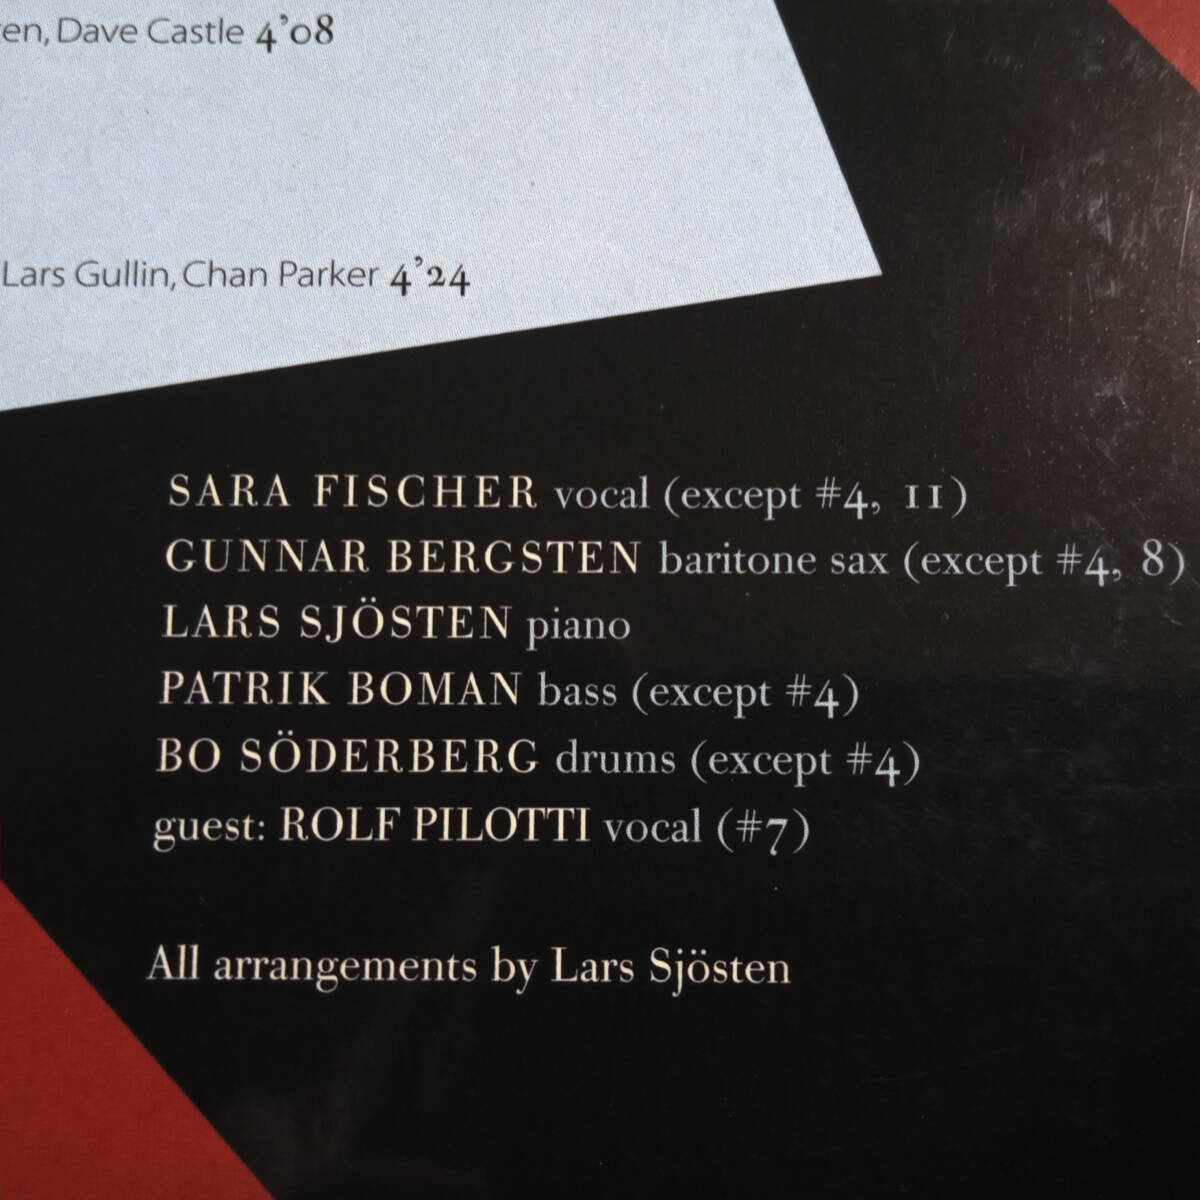 en, Dave Castle 4’08
Lars Gullin, Chan Parker 4’24
SARA FISCHER vocal (except #4, 11)
GUNNAR BERGSTEN baritone sax (except #4, 8)
LARS SJÖSTEN piano
PATRIK BOMAN bass (except #4)
BO SÖDERBERG drums (except #4)
guest: ROLF PILOTTI vocal (#7)
All arrangements by Lars Sjösten